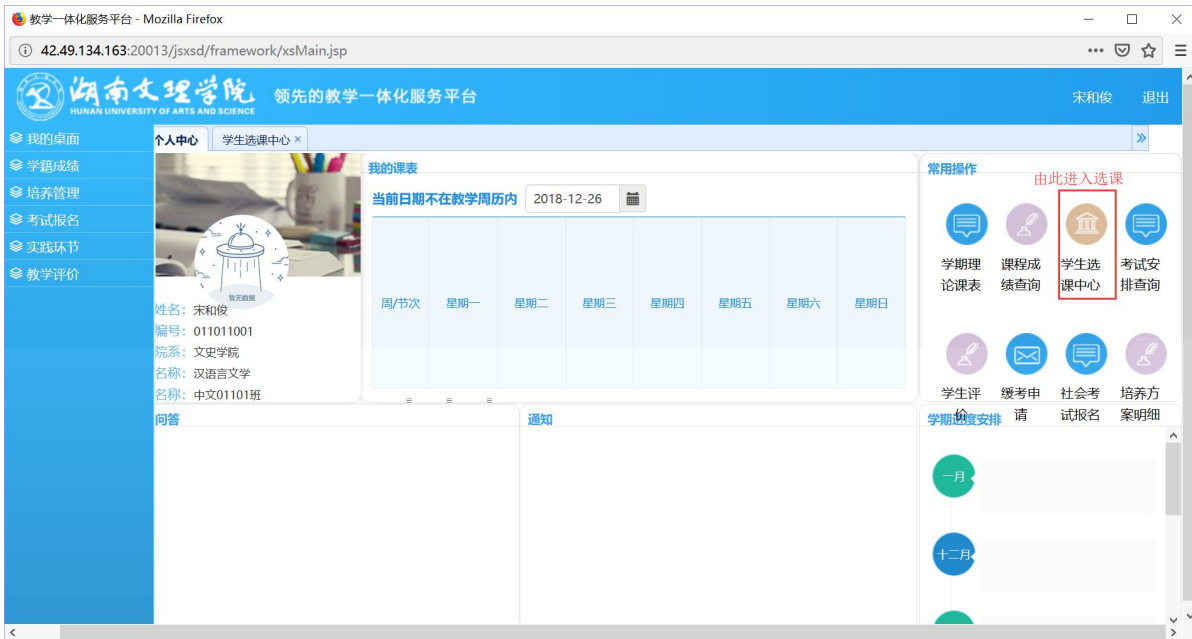 教学一体化服务平台 - Mozilla Firefox
42.49.134.163:20013/jsxsd/framework/xsMain.jsp
湖南文理学院
HUNAN UNIVERSITY OF ARTS AND SCIENCE
领先的教学一体化服务平台
宋和俊 退出
我的桌面
学籍成绩
培养管理
考试报名
实践环节
教学评价
个人中心 学生选课中心 ×
暂无数据
姓名：宋和俊
编号：011011001
院系：文史学院
名称：汉语言文学
名称：中文01101班
我的课表
当前日期不在教学周历内 2018-12-26
周/节次 星期一 星期二 星期三 星期四 星期五 星期六 星期日
常用操作
由此进入选课
学期理论课表
课程成绩查询
学生选课中心
考试安排查询
学生评价
缓考申请
社会考试报名
培养方案明细
问答
通知
学期进度安排
一月
十二月